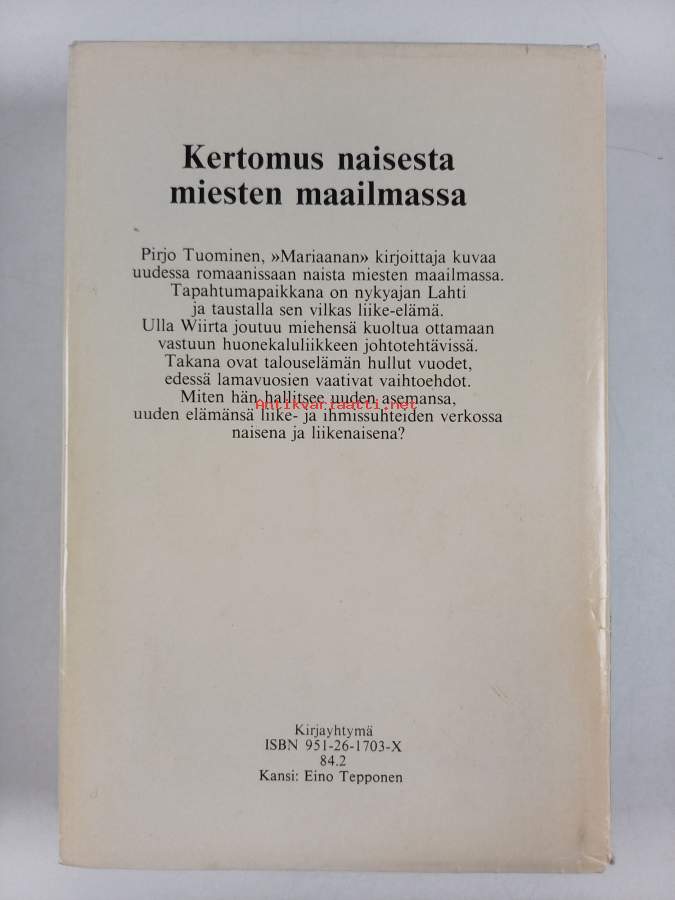 Kertomus naisesta
miesten maailmassa
Pirjo Tuominen, »Mariaanan» kirjoittaja kuvaa
uudessa romaanissaan naista miesten maailmassa.
Tapahtumapaikkana on nykyajan Lahti
ja taustalla sen vilkas liike-elämä.
Ulla Wiirta joutuu miehensä kuoltua ottamaan
vastuun huonekaluliikkeen johtotehtävissä.
Takana ovat talouselämän hullut vuodet,
edessä lamavuosien vaativat vaihtoehdot.
Miten hän hallitsee uuden asemansa,
Antikvariaatti.net
uuden elämänsä liike- ja ihmissuhteiden verkossa
naisena ja liikenaisena?
Kirjayhtymä
ISBN 951-26-1703-X
84.2
Kansi: Eino Tepponen